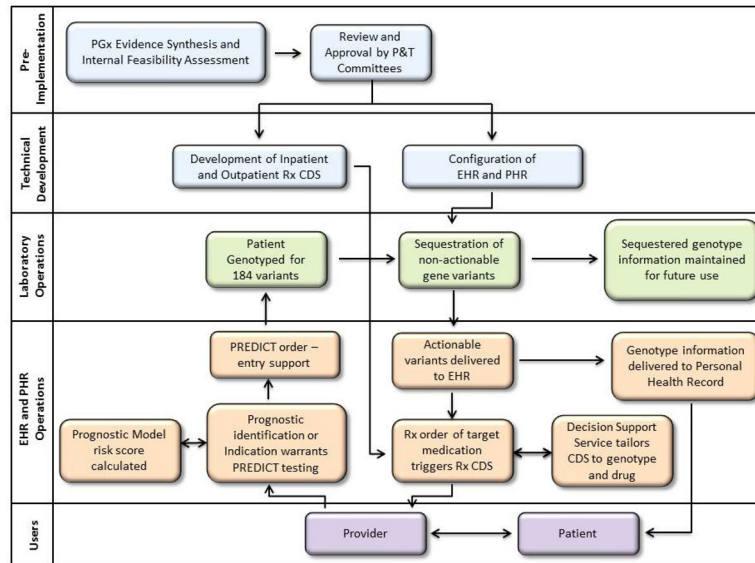 Pre-
Implementation
PGx Evidence Synthesis and
Internal Feasibility Assessment
Review and
Approval by P&T
Committees
Technical
Development
Development of Inpatient
and Outpatient Rx CDS
Configuration of
EHR and PHR
Laboratory
Operations
Patient
Genotyped for
184 variants
Sequestration of
non-actionable
gene variants
Sequestered genotype
information maintained
for future use
EHR and PHR
Operations
PREDICT order –
entry support
Actionable
variants delivered
to EHR
Genotype information
delivered to Personal
Health Record
Prognostic Model
risk score
calculated
Prognostic
identification or
Indication warrants
PREDICT testing
Rx order of target
medication
triggers Rx CDS
Decision Support
Service tailors
CDS to genotype
and drug
Users
Provider
Patient